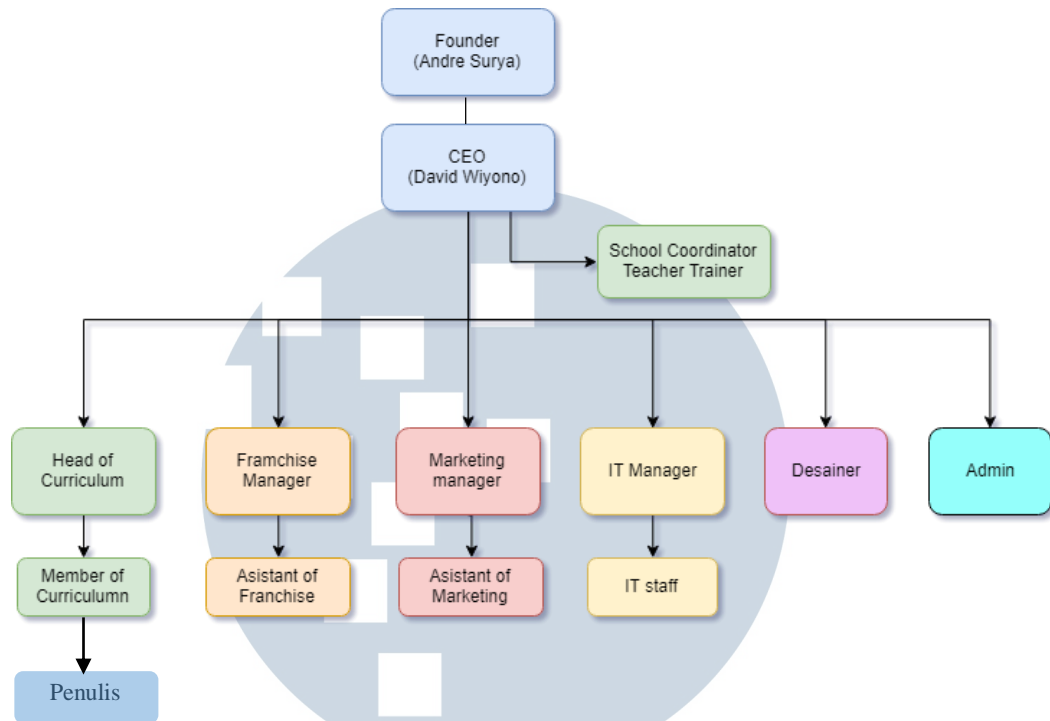 Founder
(Andre Surya)
CEO
(David Wiyono)
School Coordinator
Teacher Trainer
Head of
Curriculum
Framchise
Manager
Marketing
manager
IT Manager
Desainer
Admin
Member of
Curriculumn
Asistant of
Franchise
Asistant of
Marketing
IT staff
Penulis